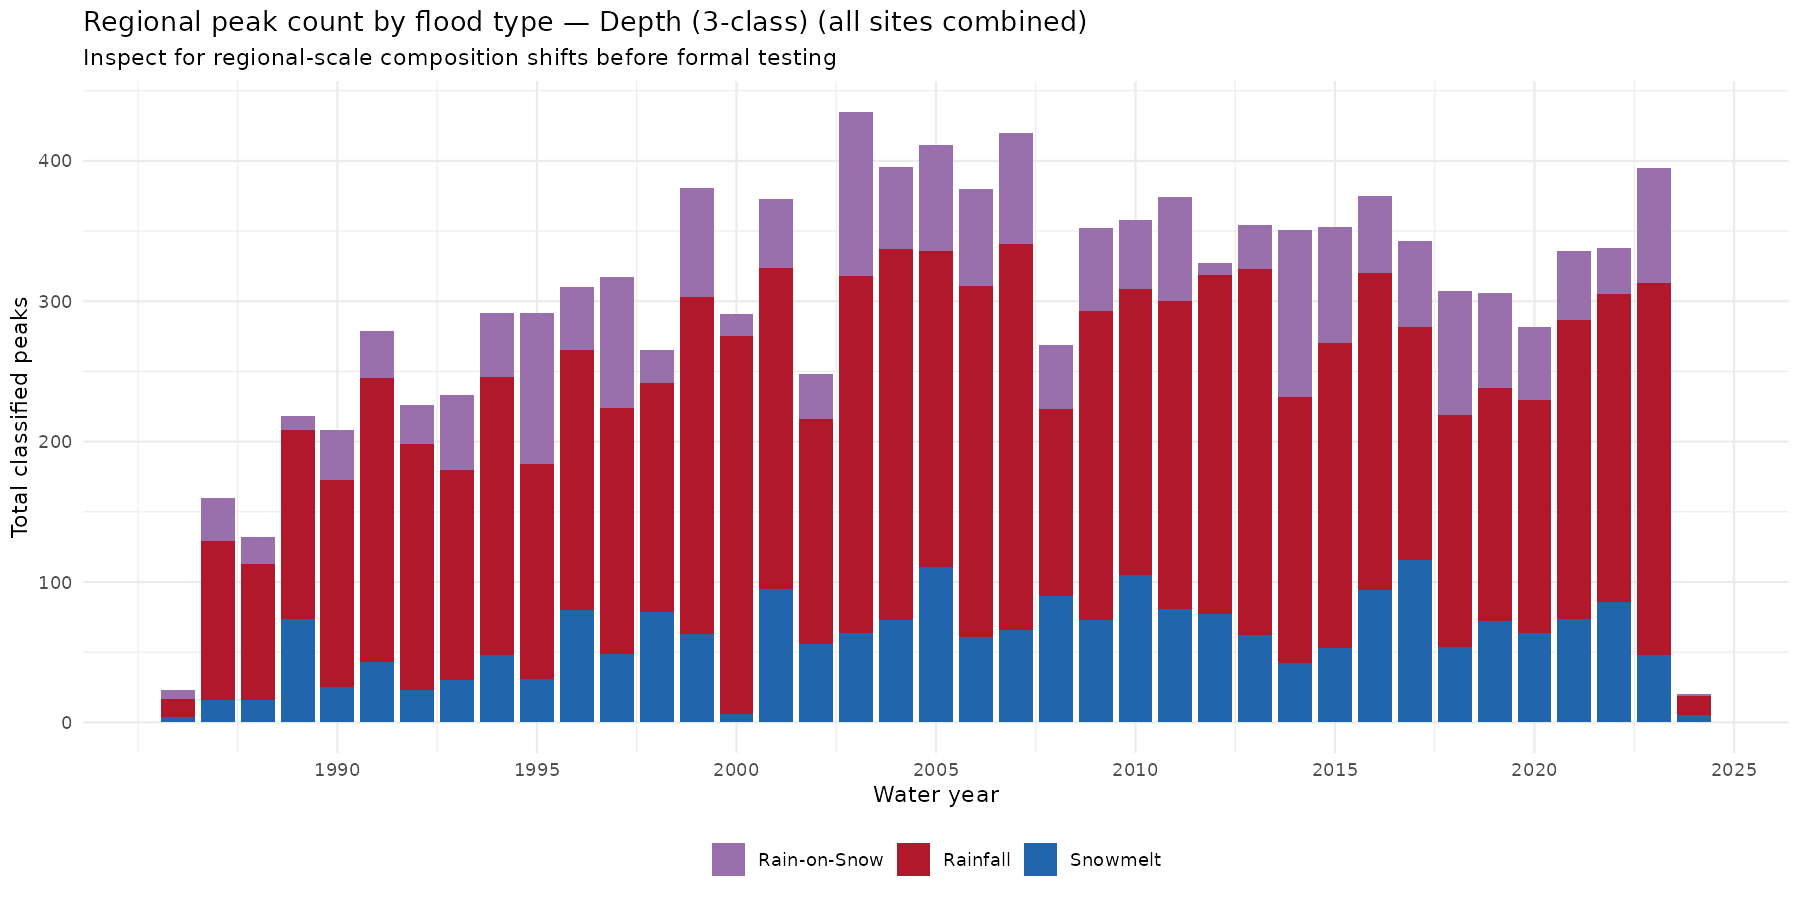 Regional peak count by flood type — Depth (3-class) (all sites combined)
Inspect for regional-scale composition shifts before formal testing
Total classified peaks
400
300
200
100
0
1990 1995 2000 2005 2010 2015 2020 2025
Water year
Rain-on-Snow Rainfall Snowmelt